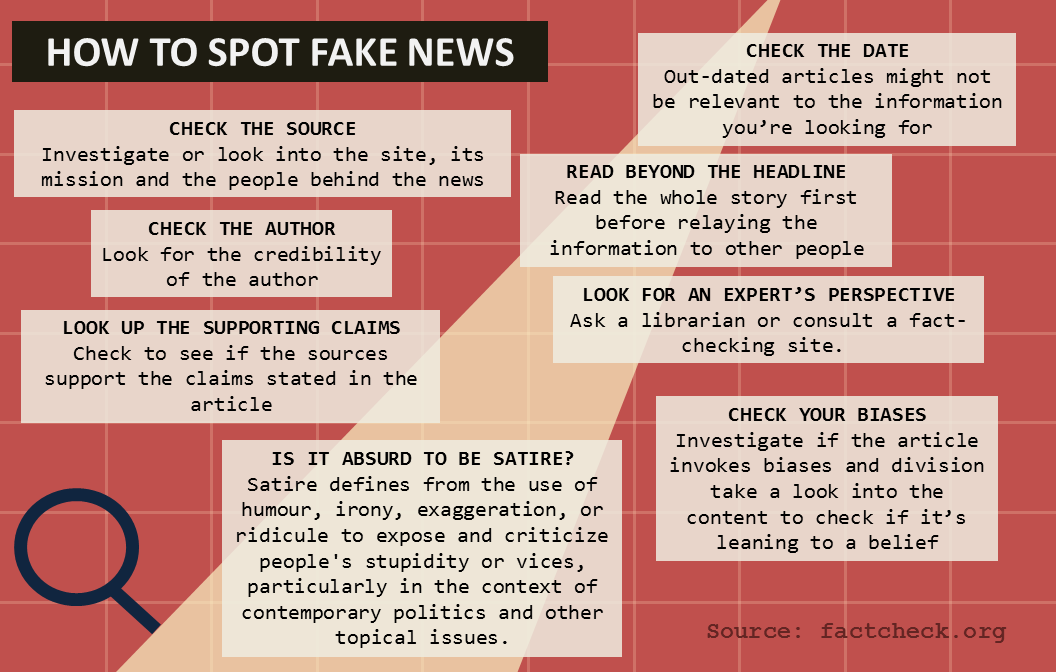 HOW TO SPOT FAKE NEWS
CHECK THE SOURCE
Investigate or look into the site, its
mission and the people behind the news
CHECK THE AUTHOR
Look for the credibility
of the author
LOOK UP THE SUPPORTING CLAIMS
Check to see if the sources
support the claims stated in the
article
IS IT ABSURD TO BE SATIRE?
Satire defines from the use of
humour, irony, exaggeration, or
ridicule to expose and criticize
people's stupidity or vices,
particularly in the context of
contemporary politics and other
topical issues.
CHECK THE DATE
Out-dated articles might not
be relevant to the information
you’re looking for
READ BEYOND THE HEADLINE
Read the whole story first
before relaying the
information to other people
LOOK FOR AN EXPERT’S PERSPECTIVE
Ask a librarian or consult a fact-
checking site.
CHECK YOUR BIASES
Investigate if the article
invokes biases and division
take a look into the
content to check if it’s
leaning to a belief
Source: factcheck.org